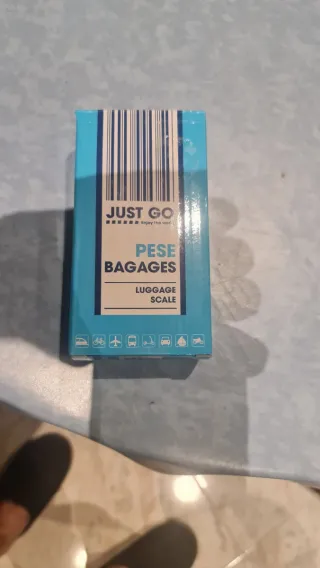 JUST GO
Enjoy the ride
PESE
BAGAGES
LUGGAGE
SCALE